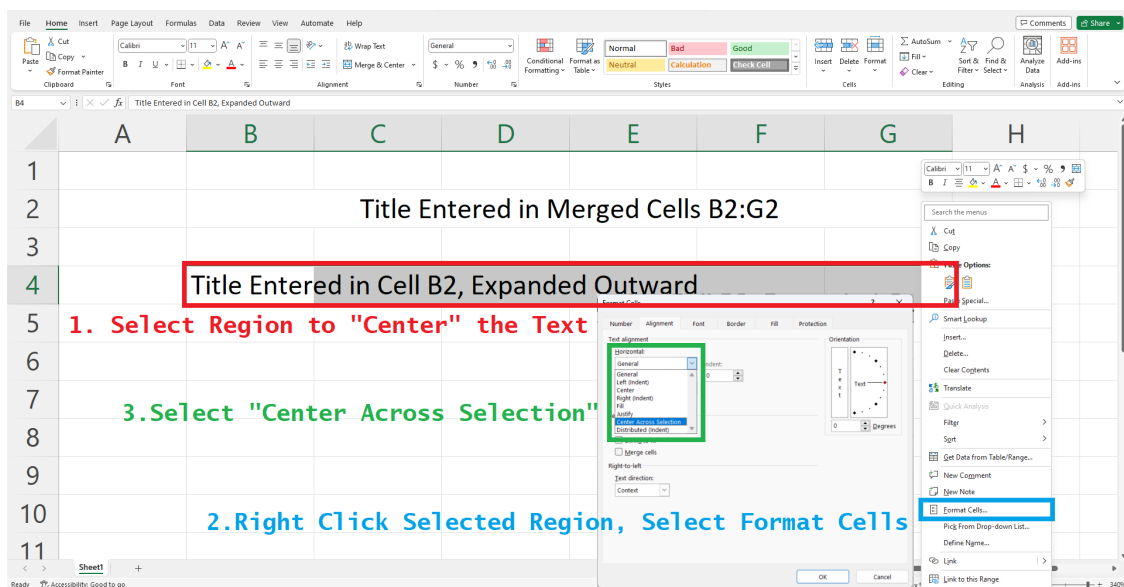 File Home Insert Page Layout Formulas Data Review View Automate Help
Comments Share
Paste Cut Copy Format Painter
Clipboard
Calibri 11 A^ A˅
B I U A
Font
Wrap Text
Merge & Center
Alignment
General
$ % 9
Number
Conditional Formatting Format as Table
Normal Bad Good
Neutral Calculation Check Cell
Styles
Insert Delete Format
Cells
AutoSum
Fill
Clear
Sort & Filter Find & Select
Editing
Analyze Data
Analysis
Add-ins
Add-ins
B4 fx Title Entered in Cell B2, Expanded Outward
A B C D E F G H
1
2 Title Entered in Merged Cells B2:G2
3
4 Title Entered in Cell B2, Expanded Outward
5 1. Select Region to "Center" the Text
6
7 3.Select "Center Across Selection"
8
9
10 2.Right Click Selected Region, Select Format Cells
11
Format Cells ? X
Number Alignment Font Border Fill Protection
Text alignment
Horizontal:
General
Indent:
0
General
Left (Indent)
Center
Right (Indent)
Fill
Justify
Center Across Selection
Distributed (Indent)
Merge cells
Right-to-left
Text direction:
Context
Orientation
Text
Text
0 Degrees
OK Cancel
Calibri 11 A^ A˅ $ % 9
B I A
Search the menus
Cut
Copy
Paste Options:
Paste Special...
Smart Lookup
Insert...
Delete...
Clear Contents
Translate
Quick Analysis
Filter
Sort
Get Data from Table/Range...
New Comment
New Note
Format Cells...
Pick From Drop-down List...
Define Name...
Link
Link to this Range
Sheet1 +
Ready Accessibility: Good to go
340%